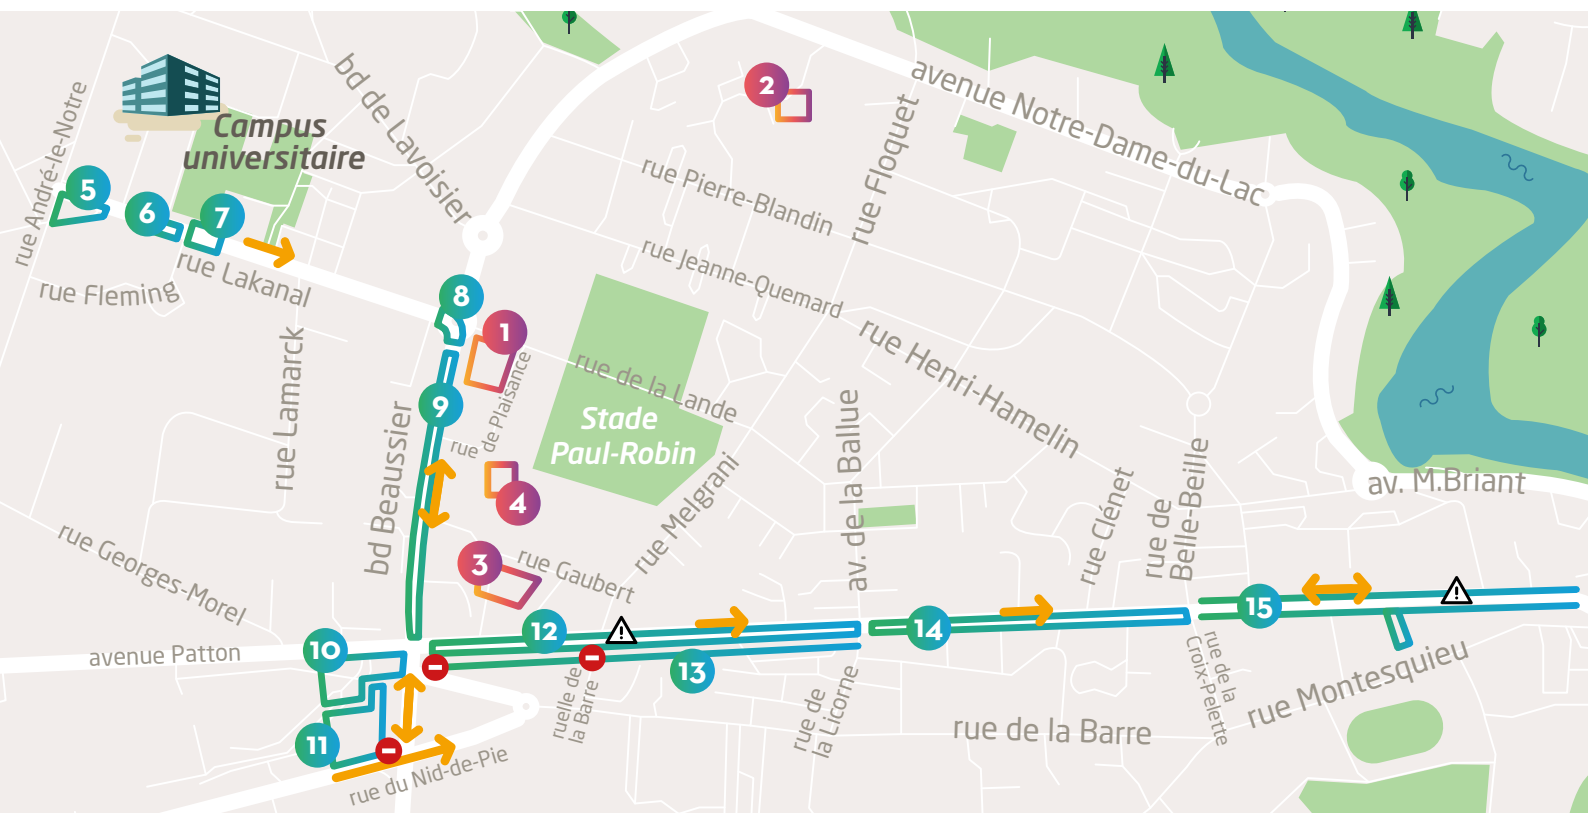 bd de Lavoisier
2
avenue Notre-Dame-du-Lac
rue André-le-Notre
Campus
universitaire
rue Floquet
rue Pierre-Blandin
5
6
7
rue Jeanne-Quemard
rue Lakanal
rue Fleming
8
1
rue Henri-Hamelin
rue Lamarck
rue de Plaisance
rue de la Lande
9
Stade
Paul-Robin
bd Beaussier
av. de la Ballue
rue Melgrani
4
rue Clénet
rue de
Belle-Beille
av. M.Briant
rue Georges-Morel
3
rue Gaubert
15
12
14
10
avenue Patton
13
ruelle de
la Barre
rue de
la Licorne
rue de la
Croix-Pelette
rue Montesquieu
rue de la Barre
11
rue du Nid-de-Pie